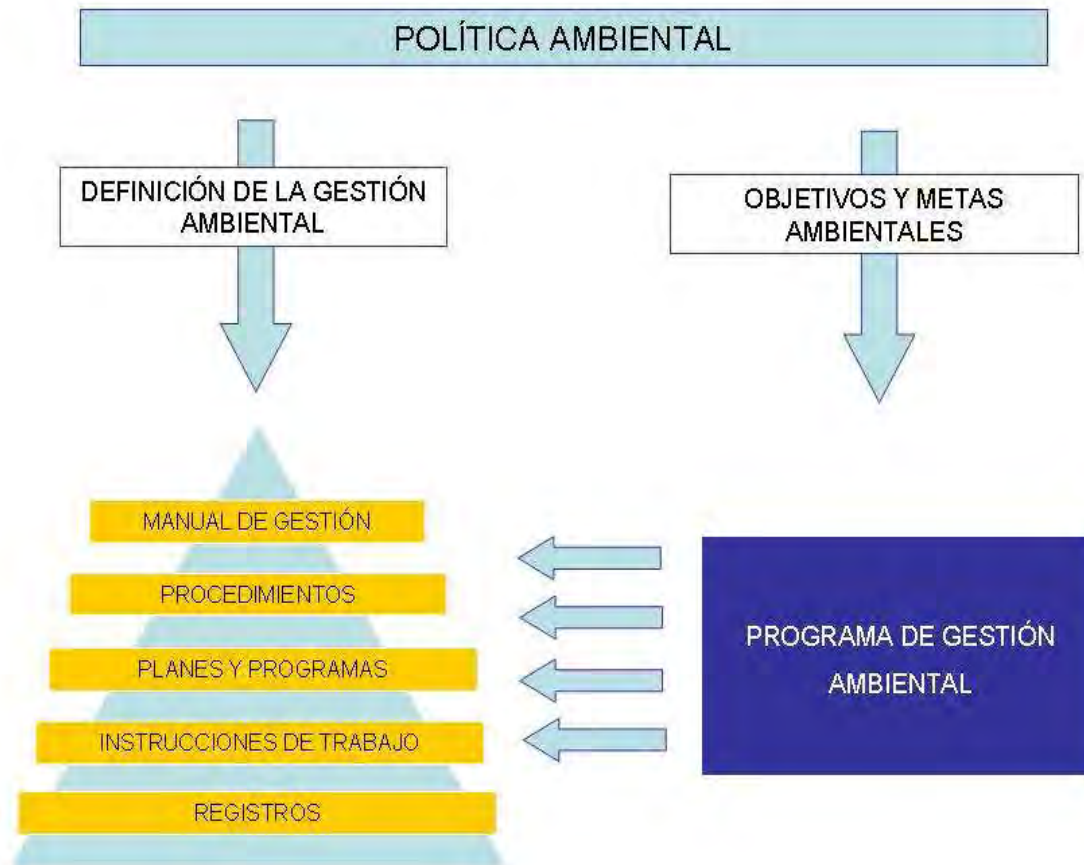 POLÍTICA AMBIENTAL
DEFINICIÓN DE LA GESTIÓN
AMBIENTAL
OBJETIVOS Y METAS
AMBIENTALES
MANUAL DE GESTIÓN
PROCEDIMIENTOS
PLANES Y PROGRAMAS
INSTRUCCIONES DE TRABAJO
REGISTROS
PROGRAMA DE GESTIÓN
AMBIENTAL